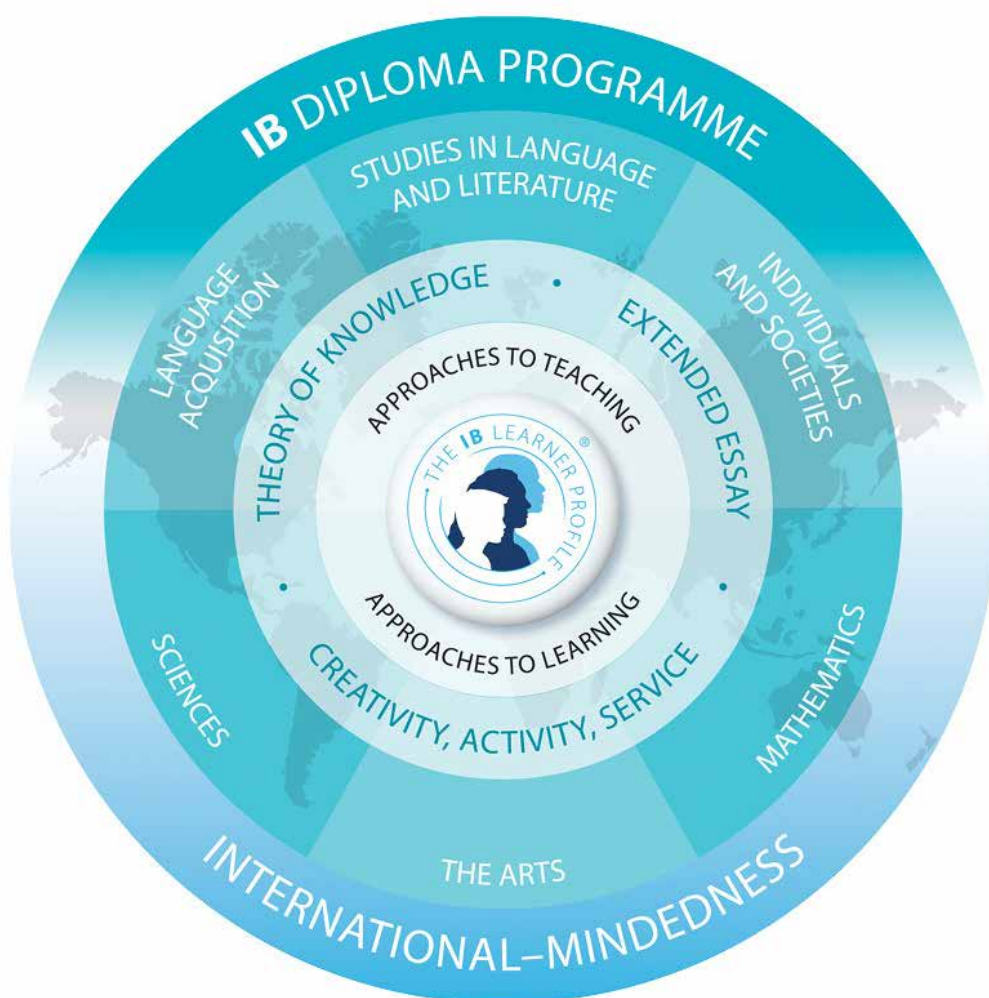 IB DIPLOMA PROGRAMME
STUDIES IN LANGUAGE
AND LITERATURE
LANGUAGE
ACQUISITION
INDIVIDUALS
AND SOCIETIES
THEORY OF KNOWLEDGE
•
EXTENDED ESSAY
APPROACHES TO TEACHING
• THE IB LEARNER PROFILE •
®
APPROACHES TO LEARNING
•
CREATIVITY, ACTIVITY, SERVICE
•
SCIENCES
MATHEMATICS
THE ARTS
INTERNATIONAL–MINDEDNESS